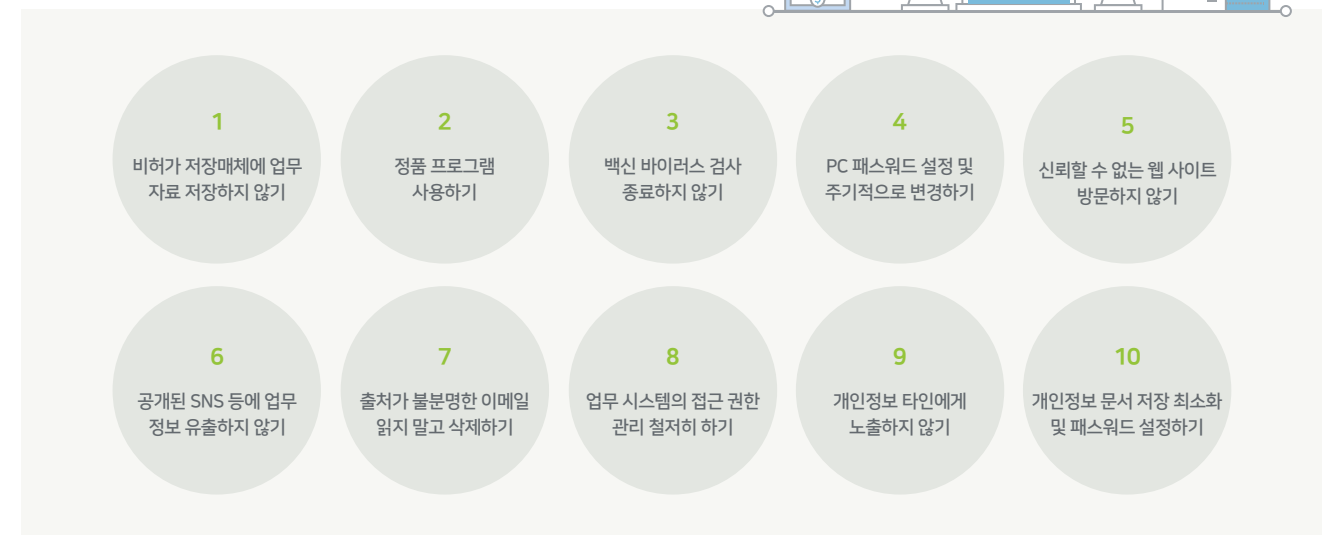 1
비허가 저장매체에 업무
자료 저장하지 않기
2
정품 프로그램
사용하기
3
백신 바이러스 검사
종료하지 않기
4
PC 패스워드 설정 및
주기적으로 변경하기
5
신뢰할 수 없는 웹 사이트
방문하지 않기
6
공개된 SNS 등에 업무
정보 유출하지 않기
7
출처가 불분명한 이메일
읽지 말고 삭제하기
8
업무 시스템의 접근 권한
관리 철저히 하기
9
개인정보 타인에게
노출하지 않기
10
개인정보 문서 저장 최소화
및 패스워드 설정하기